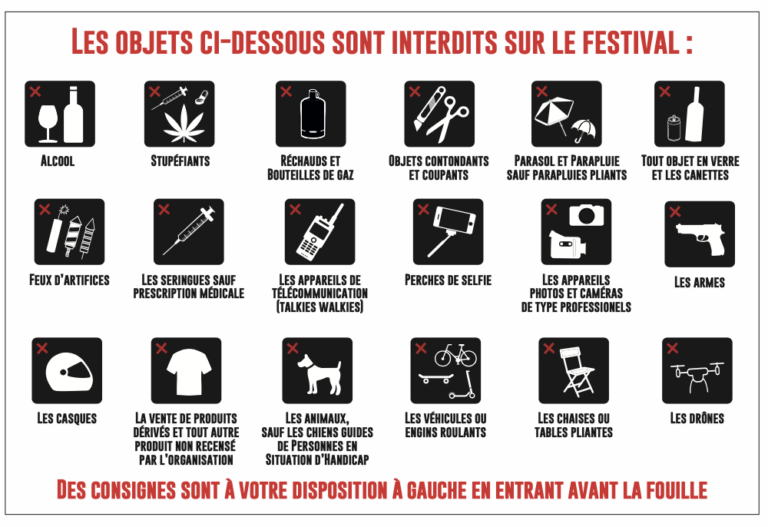 Les objets ci-dessous sont interdits sur le festival :
Alcool
Stupéfiants
Réchauds et
Bouteilles de gaz
Objets contondants
et coupants
Parasol et Parapluie
sauf parapluies pliants
Tout objet en verre
et les canettes
Feux d'artifices
Les seringues sauf
prescription médicale
Les appareils de
télécommunication
(talkies walkies)
Perches de selfie
Les appareils
photos et caméras
de type professionels
Les armes
Les casques
La vente de produits
dérivés et tout autre
produit non recensé
par l'organisation
Les animaux,
sauf les chiens guides
de Personnes en
Situation d'Handicap
Les véhicules ou
engins roulants
Les chaises ou
tables pliantes
Les drônes
Des consignes sont à votre disposition à gauche en entrant avant la fouille